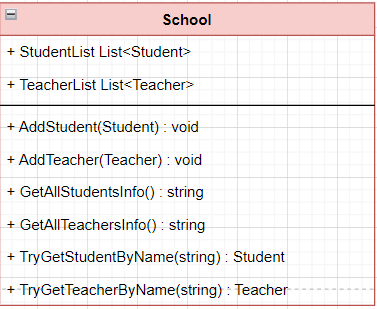 School
+ StudentList List<Student>
+ TeacherList List<Teacher>
+ AddStudent(Student) : void
+ AddTeacher(Teacher) : void
+ GetAllStudentsInfo() : string
+ GetAllTeachersInfo() : string
+ TryGetStudentByName(string) : Student
+ TryGetTeacherByName(string) : Teacher